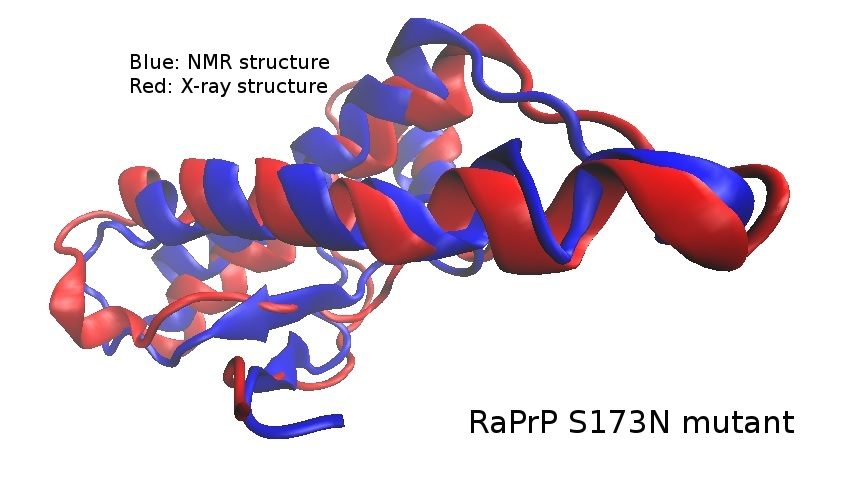 Blue: NMR structure
Red: X-ray structure
RaPrP S173N mutant